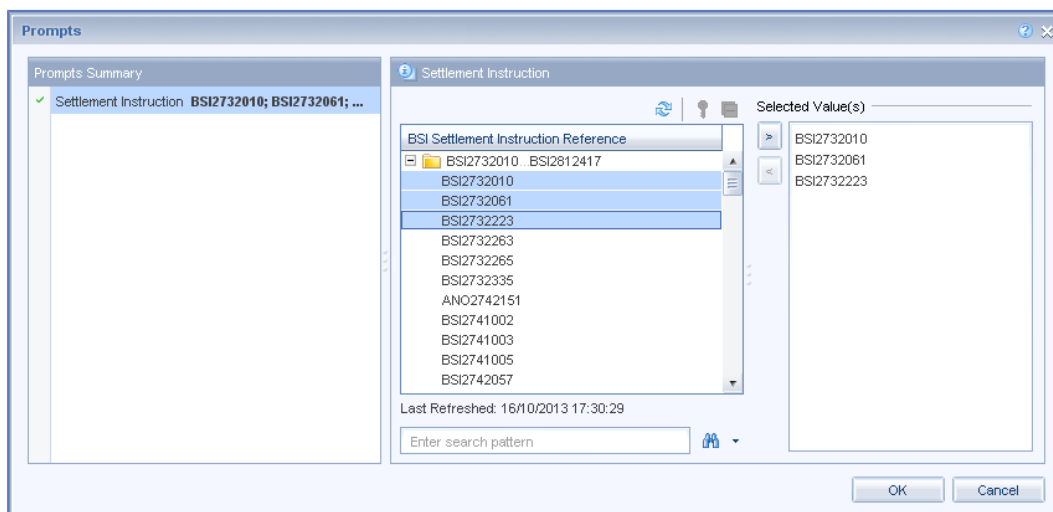 Prompts
Prompts Summary
Settlement Instruction BSI2732010; BSI2732061; ...
Settlement Instruction
BSI Settlement Instruction Reference
BSI2732010...BSI2812417
BSI2732010
BSI2732061
BSI2732223
BSI2732263
BSI2732265
BSI2732335
ANO2742151
BSI2741002
BSI2741003
BSI2741005
BSI2742057
Last Refreshed: 16/10/2013 17:30:29
Enter search pattern
Selected Value(s)
>
<
BSI2732010
BSI2732061
BSI2732223
OK
Cancel